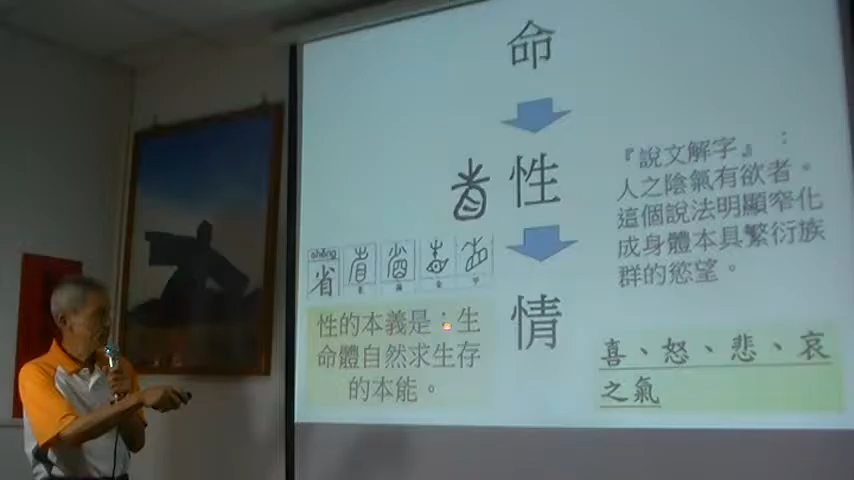 命
性
『說文解字』：
人之陰氣有欲者。
這個說法明顯窄化
成身體本具繁衍族
群的慾望。
shěng
省
性的本義是：生
命體自然求生存
的本能。
情
喜、怒、悲、哀
之氣